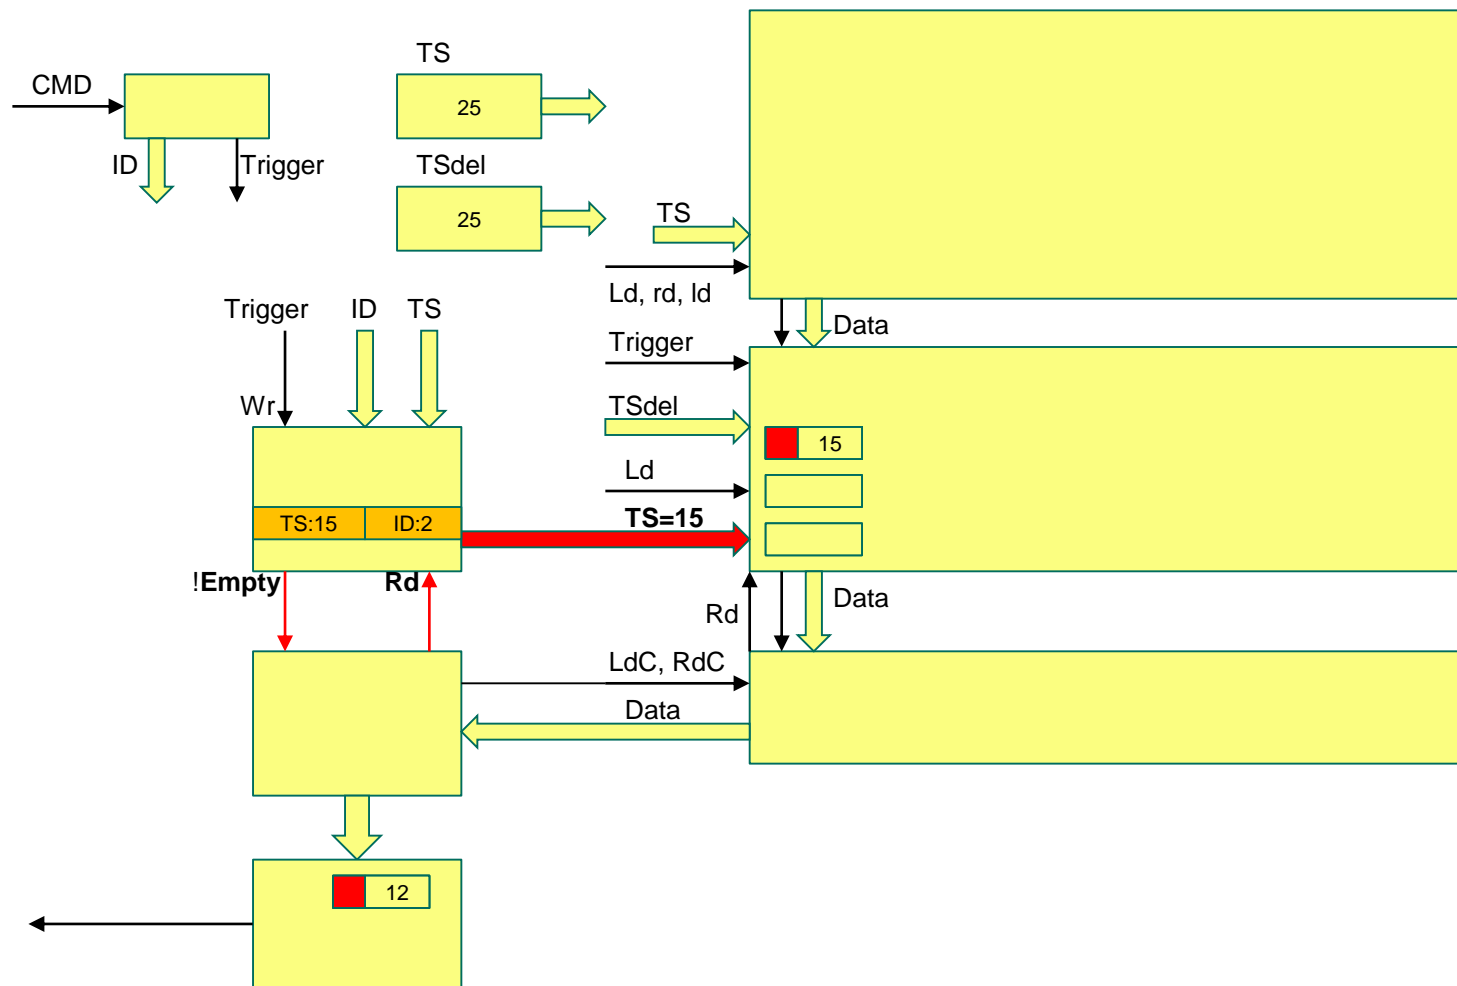 TS
CMD
25
ID
Trigger
TSdel
25
TS
Ld, rd, ld
Trigger
ID
TS
Data
Trigger
Wr
TSdel
15
Ld
TS:15
ID:2
TS=15
!Empty
Rd
Rd
Data
LdC, RdC
Data
12